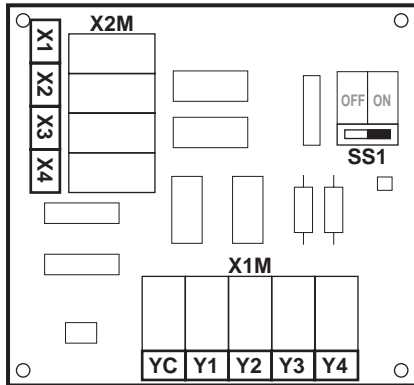 X2M
X1
X2
X3
X4
OFF ON
SS1
X1M
YC Y1 Y2 Y3 Y4